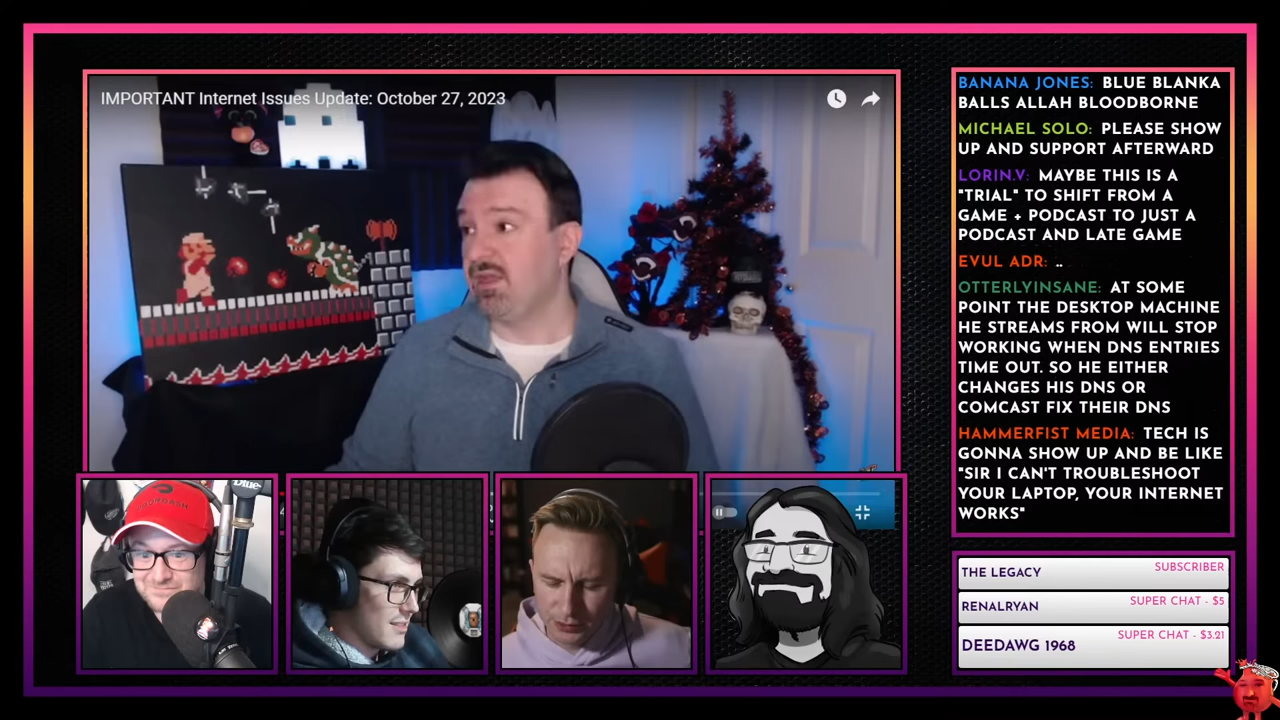 IMPORTANT Internet Issues Update: October 27, 2023
BANANA JONES: BLUE BLANKA
BALLS ALLAH BLOODBORNE
MICHAEL SOLO: PLEASE SHOW
UP AND SUPPORT AFTERWARD
LORIN.V: MAYBE THIS IS A
"TRIAL" TO SHIFT FROM A
GAME + PODCAST TO JUST A
PODCAST AND LATE GAME
EVUL ADR: ..
OTTERLYINSANE: AT SOME
POINT THE DESKTOP MACHINE
HE STREAMS FROM WILL STOP
WORKING WHEN DNS ENTRIES
TIME OUT. SO HE EITHER
CHANGES HIS DNS OR
COMCAST FIX THEIR DNS
HAMMERFIST MEDIA: TECH IS
GONNA SHOW UP AND BE LIKE
"SIR I CAN'T TROUBLESHOOT
YOUR LAPTOP, YOUR INTERNET
WORKS"
THE LEGACY SUBSCRIBER
RENALRYAN SUPER CHAT - $5
DEEDAWG 1968 SUPER CHAT - $3.21
DOORDASH
Blue